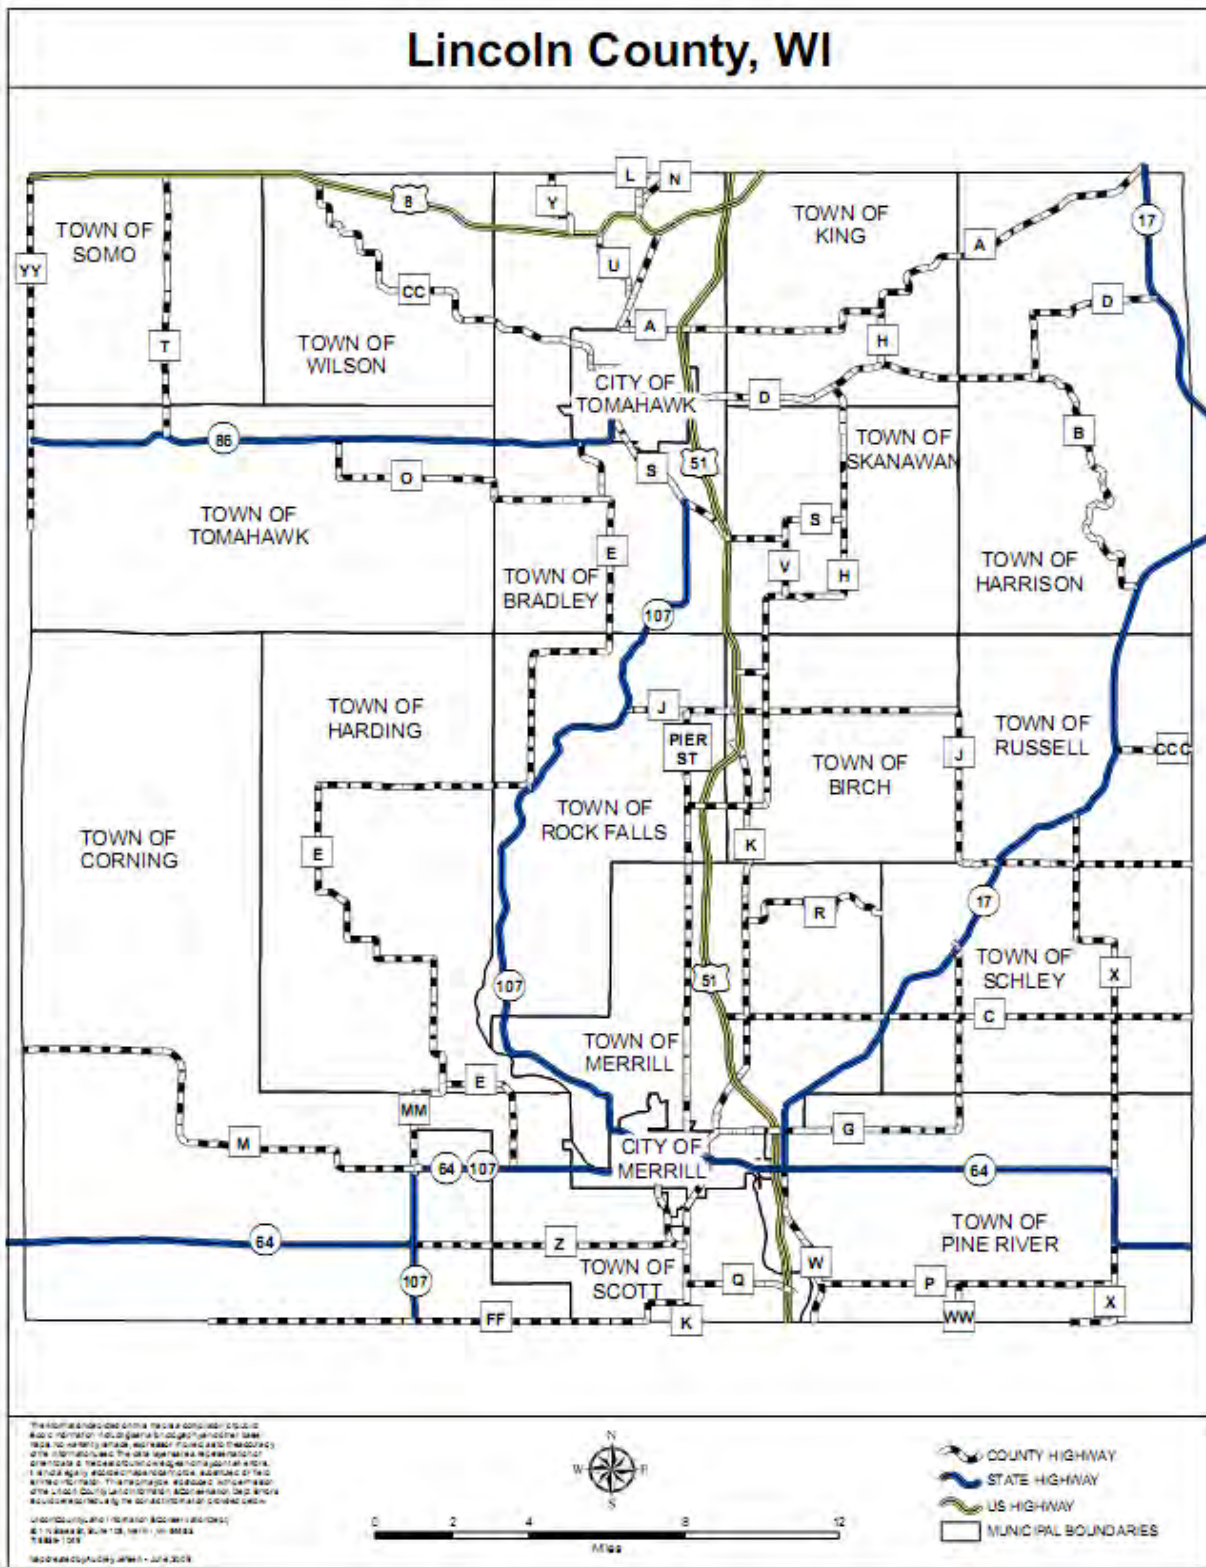 Lincoln County, WI
L
N
8
Y
17
TOWN OF
SOMO
TOWN OF
KING
A
YY
U
CC
D
T
TOWN OF
WILSON
A
H
CITY OF
TOMAHAWK
D
B
86
TOWN OF
SKANAWAN
51
S
O
TOWN OF
TOMAHAWK
S
E
TOWN OF
BRADLEY
V
H
TOWN OF
HARRISON
107
TOWN OF
HARDING
J
PIER
ST
TOWN OF
RUSSELL
J
CCC
TOWN OF
BIRCH
TOWN OF
ROCK FALLS
TOWN OF
CORNING
E
K
17
R
TOWN OF
SCHLEY
X
107
51
C
TOWN OF
MERRILL
E
MM
M
G
CITY OF
MERRILL
64
107
64
TOWN OF
PINE RIVER
64
Z
TOWN OF
SCOTT
W
107
Q
P
X
FF
K
WW
N
W
E
S
0
2
4
8
12
Miles
COUNTY HIGHWAY
STATE HIGHWAY
US HIGHWAY
MUNICIPAL BOUNDARIES